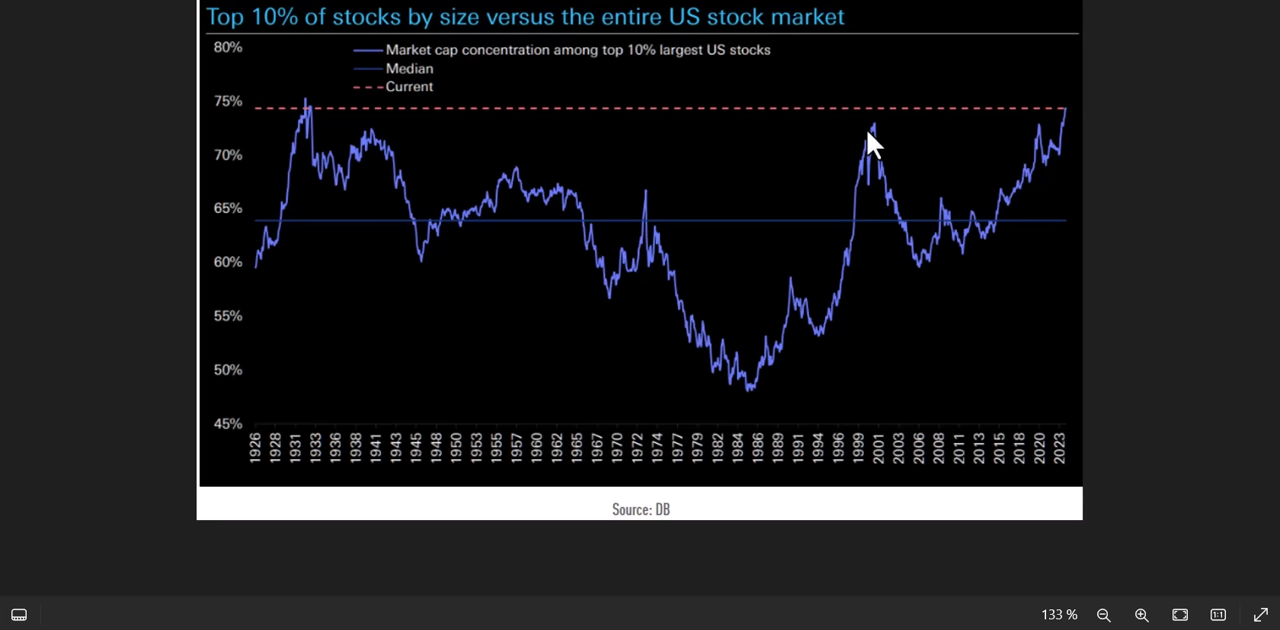 Top 10% of stocks by size versus the entire US stock market
80%
Market cap concentration among top 10% largest US stocks
Median
Current
75%
70%
65%
60%
55%
50%
45%
1926 1928 1931 1933 1936 1938 1941 1943 1945 1948 1950 1953 1955 1957 1960 1962 1965 1967 1970 1972 1974 1977 1979 1982 1984 1986 1989 1991 1994 1996 1999 2001 2003 2006 2008 2011 2013 2015 2018 2020 2023
Source: DB
133 %
1:1